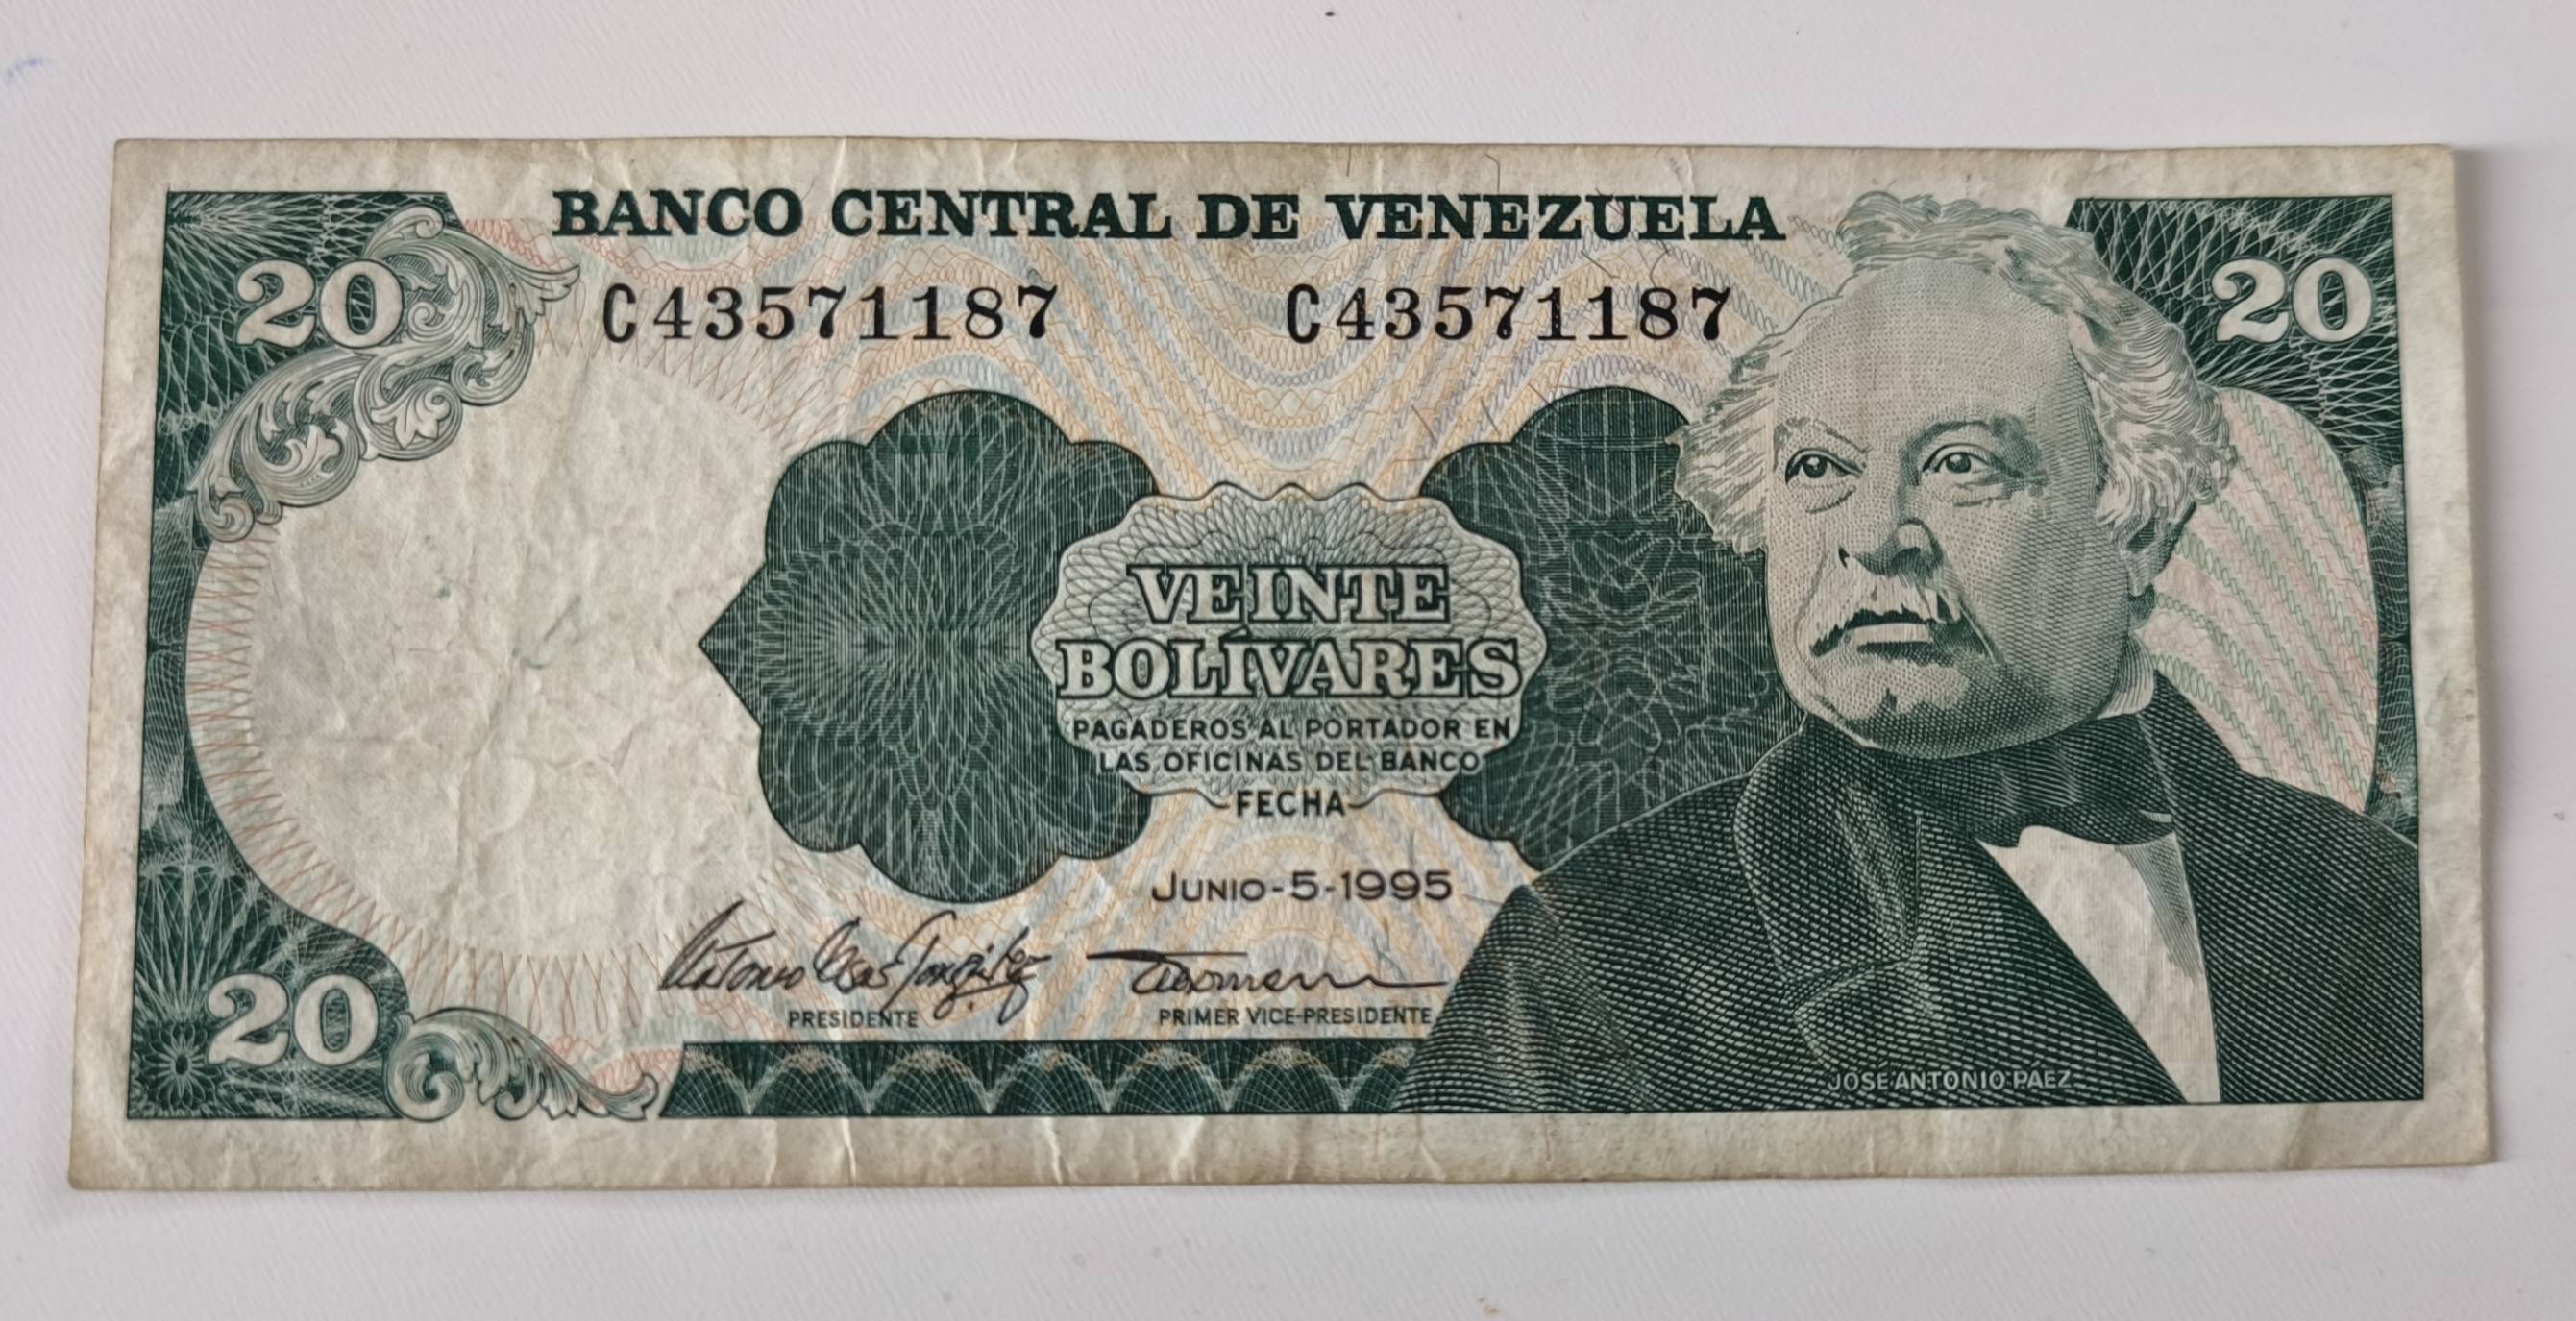 BANCO CENTRAL DE VENEZUELA
20
20
C43571187
C43571187
VEINTE
BOLÍVARES
PAGADEROS AL PORTADOR EN
LAS OFICINAS DEL BANCO
FECHA
JUNIO-5-1995
PRESIDENTE
PRIMER VICE-PRESIDENTE
20
JOSÉ ANTONIO PÁEZ